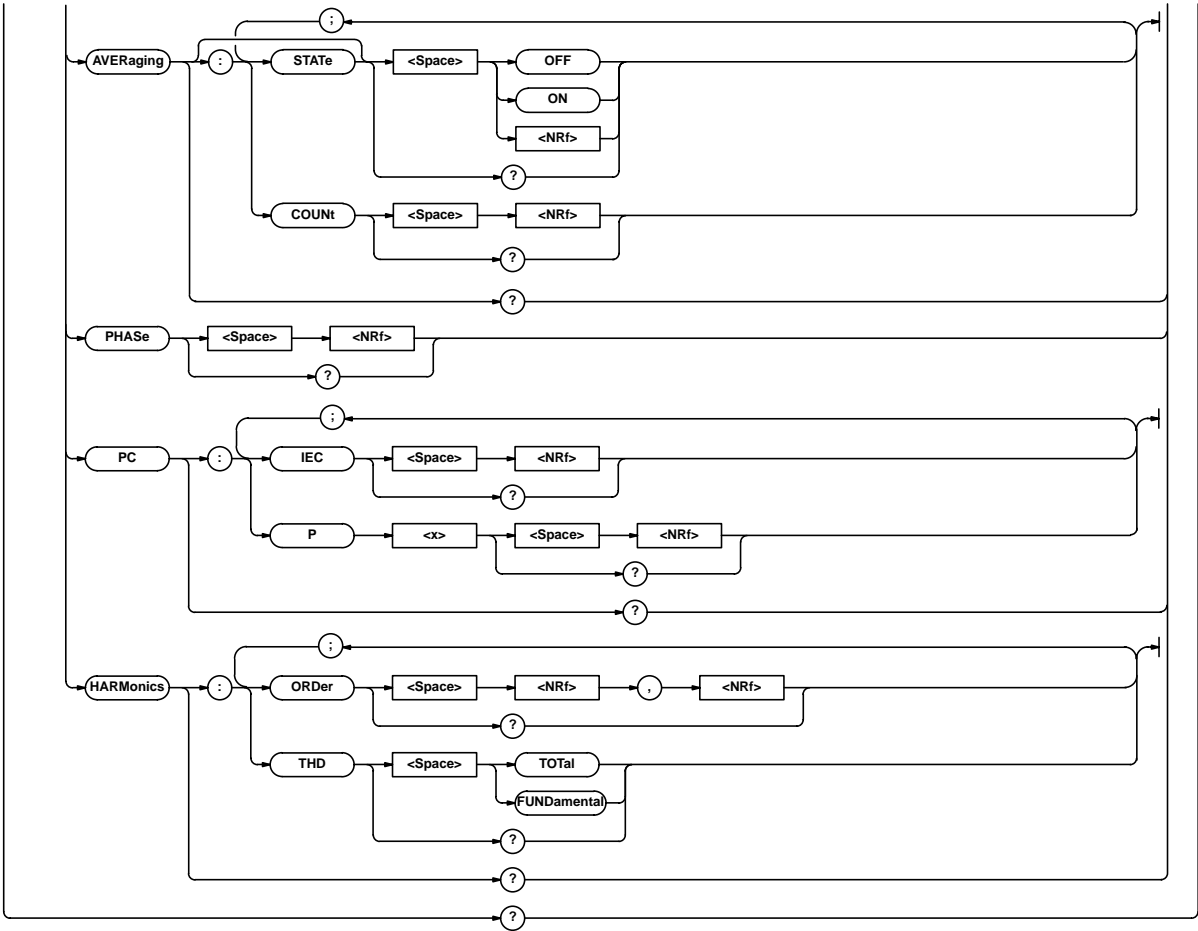 ;
AVERaging : STATe <Space> OFF
ON
<NRf>
?
COUNt <Space> <NRf>
?
?
PHASe <Space> <NRf>
?
;
PC : IEC <Space> <NRf>
?
P <x> <Space> <NRf>
?
?
;
HARMonics : ORDer <Space> <NRf> , <NRf>
?
THD <Space> TOTal
FUNDamental
?
?
?